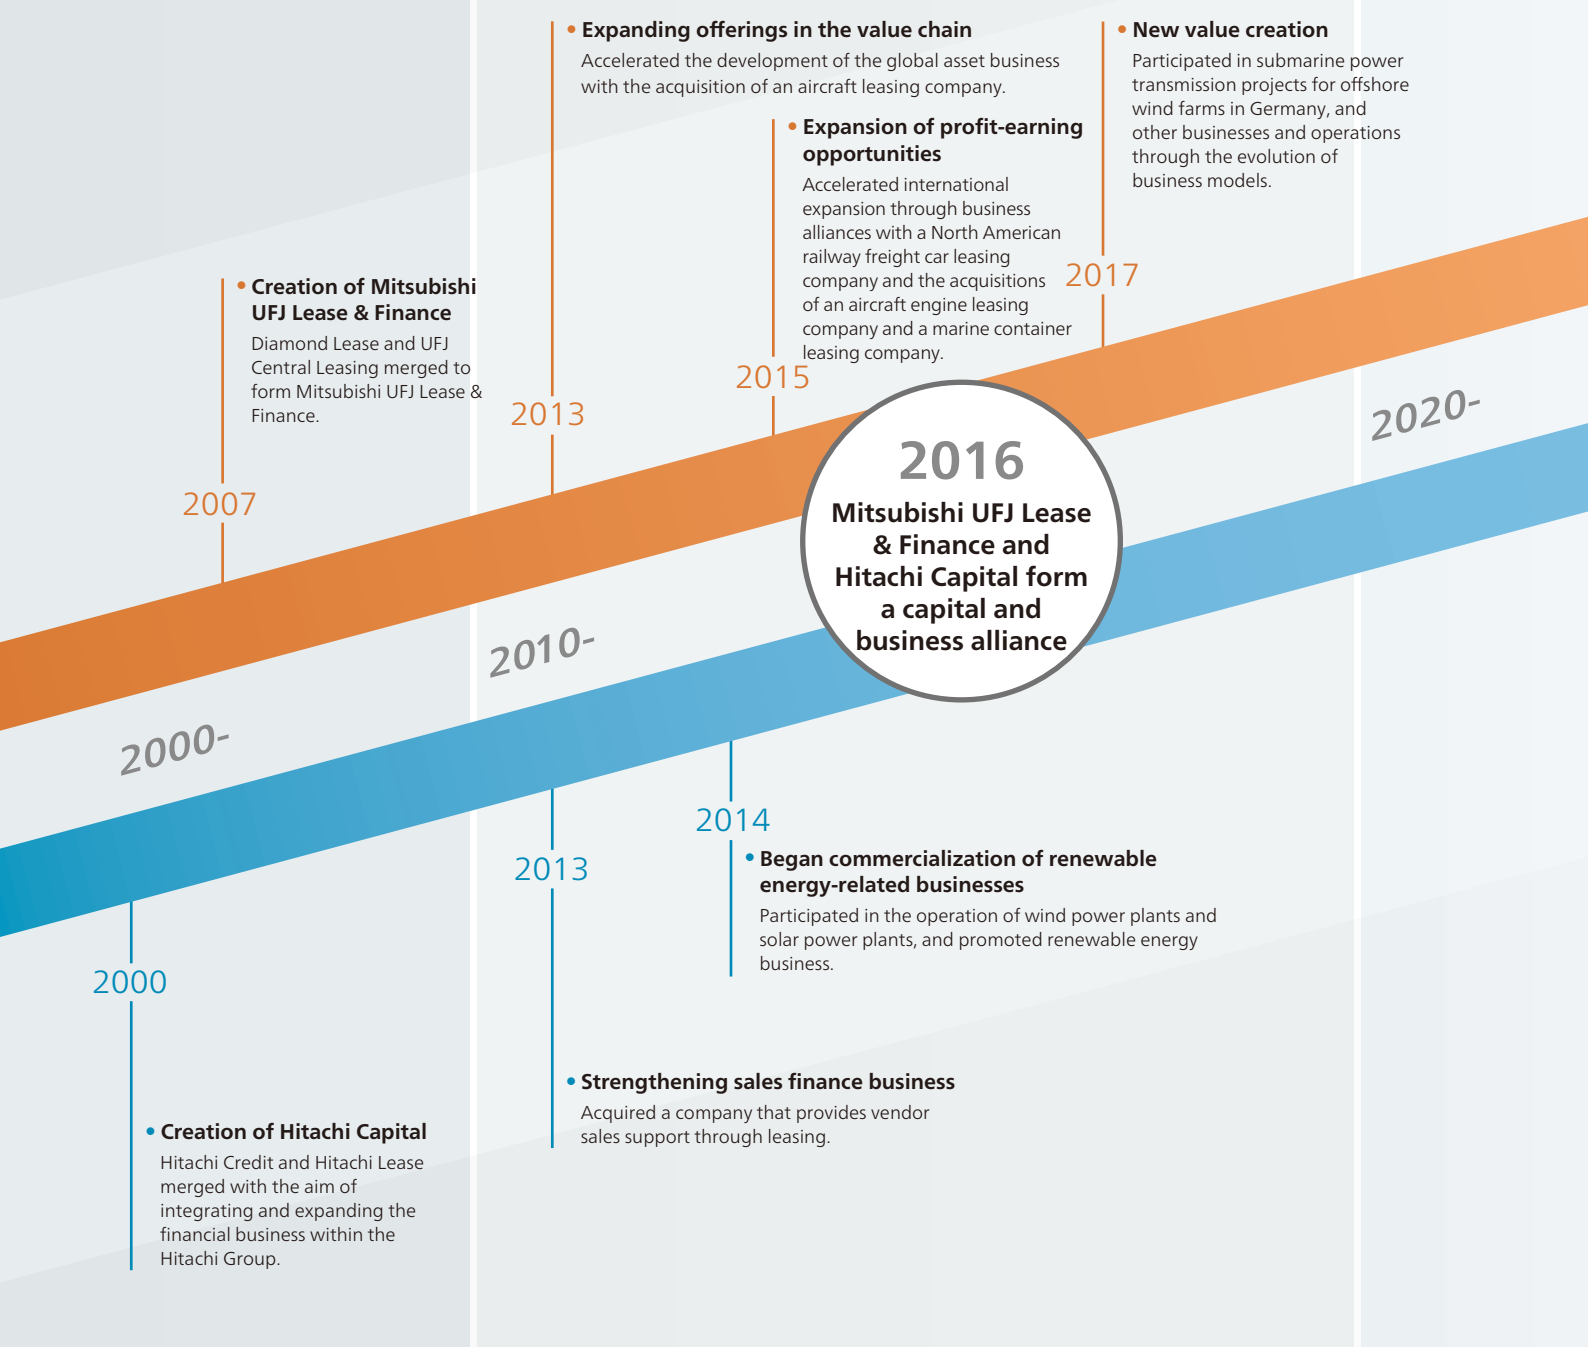 • Expanding offerings in the value chain
Accelerated the development of the global asset business
with the acquisition of an aircraft leasing company.
• New value creation
Participated in submarine power
transmission projects for offshore
wind farms in Germany, and
other businesses and operations
through the evolution of
business models.
• Expansion of profit-earning
opportunities
Accelerated international
expansion through business
alliances with a North American
railway freight car leasing
company and the acquisitions
of an aircraft engine leasing
company and a marine container
leasing company.
2017
• Creation of Mitsubishi
UFJ Lease & Finance
Diamond Lease and UFJ
Central Leasing merged to
form Mitsubishi UFJ Lease &
Finance.
2015
2013
2007
2020-
2016
Mitsubishi UFJ Lease
& Finance and
Hitachi Capital form
a capital and
business alliance
2010-
2000-
2014
• Began commercialization of renewable
energy-related businesses
Participated in the operation of wind power plants and
solar power plants, and promoted renewable energy
business.
2013
• Strengthening sales finance business
Acquired a company that provides vendor
sales support through leasing.
2000
• Creation of Hitachi Capital
Hitachi Credit and Hitachi Lease
merged with the aim of
integrating and expanding the
financial business within the
Hitachi Group.